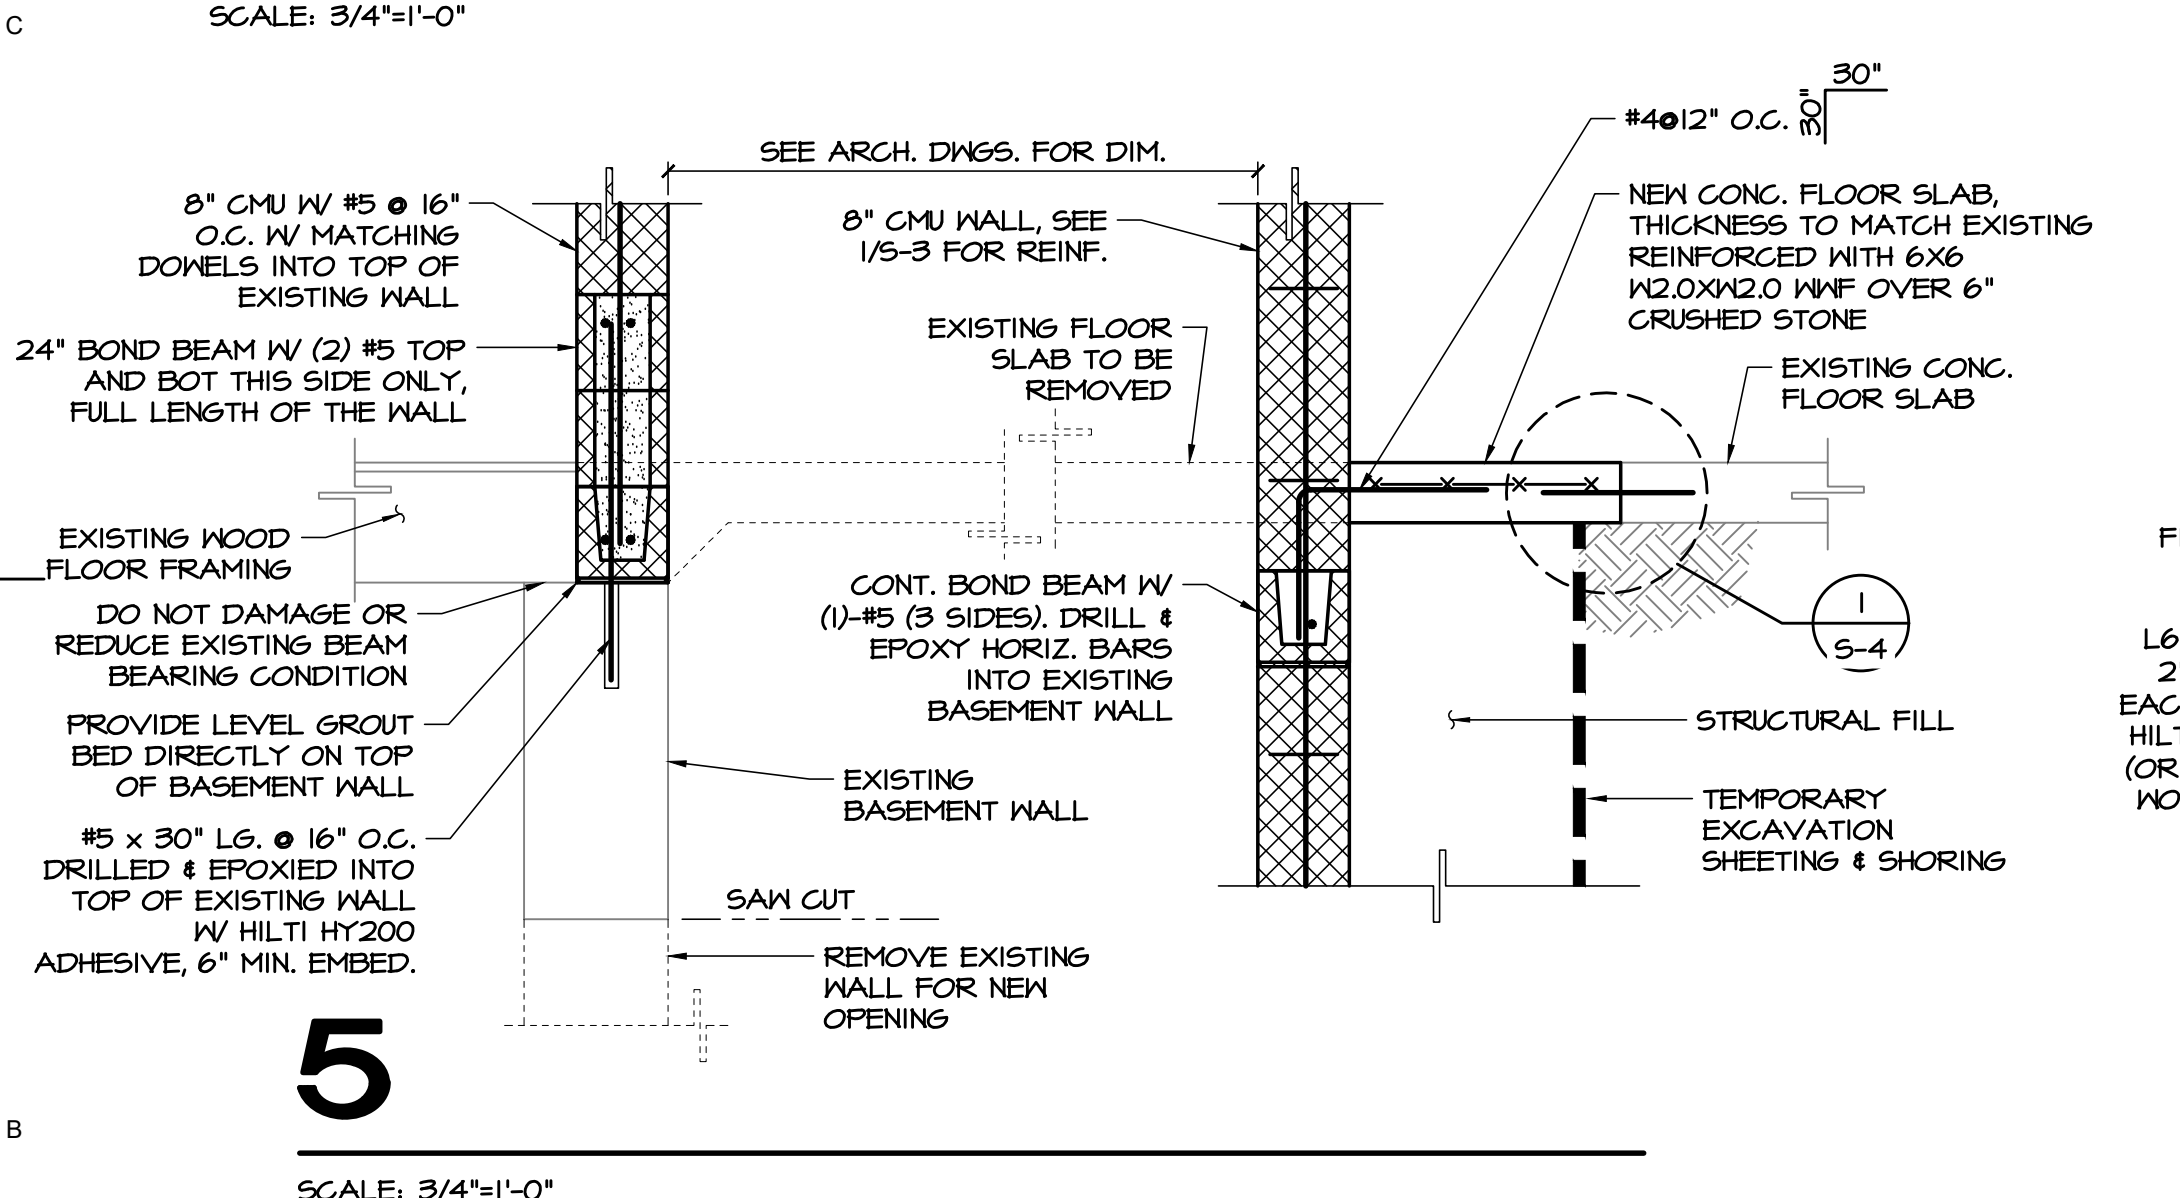 C
SCALE: 3/4"=1'-0"
30"
30"
#4@12" O.C.
SEE ARCH. DWGS. FOR DIM.
8" CMU W/ #5 @ 16"
O.C. W/ MATCHING
DOWELS INTO TOP OF
EXISTING WALL
8" CMU WALL, SEE
1/S-3 FOR REINF.
NEW CONC. FLOOR SLAB,
THICKNESS TO MATCH EXISTING
REINFORCED WITH 6X6
W2.0XW2.0 WWF OVER 6"
CRUSHED STONE
24" BOND BEAM W/ (2) #5 TOP
AND BOT THIS SIDE ONLY,
FULL LENGTH OF THE WALL
EXISTING FLOOR
SLAB TO BE
REMOVED
EXISTING CONC.
FLOOR SLAB
EXISTING WOOD
FLOOR FRAMING
DO NOT DAMAGE OR
REDUCE EXISTING BEAM
BEARING CONDITION
CONT. BOND BEAM W/
(1)-#5 (3 SIDES). DRILL &
EPOXY HORIZ. BARS
INTO EXISTING
BASEMENT WALL
1
S-4
PROVIDE LEVEL GROUT
BED DIRECTLY ON TOP
OF BASEMENT WALL
STRUCTURAL FILL
EXISTING
BASEMENT WALL
TEMPORARY
EXCAVATION
SHEETING & SHORING
#5 x 30" LG. @ 16" O.C.
DRILLED & EPOXIED INTO
TOP OF EXISTING WALL
W/ HILTI HY200
ADHESIVE, 6" MIN. EMBED.
SAW CUT
REMOVE EXISTING
WALL FOR NEW
OPENING
L6
2
EAC
HILT
(OR
WO
5
B
SCALE: 3/4"=1'-0"